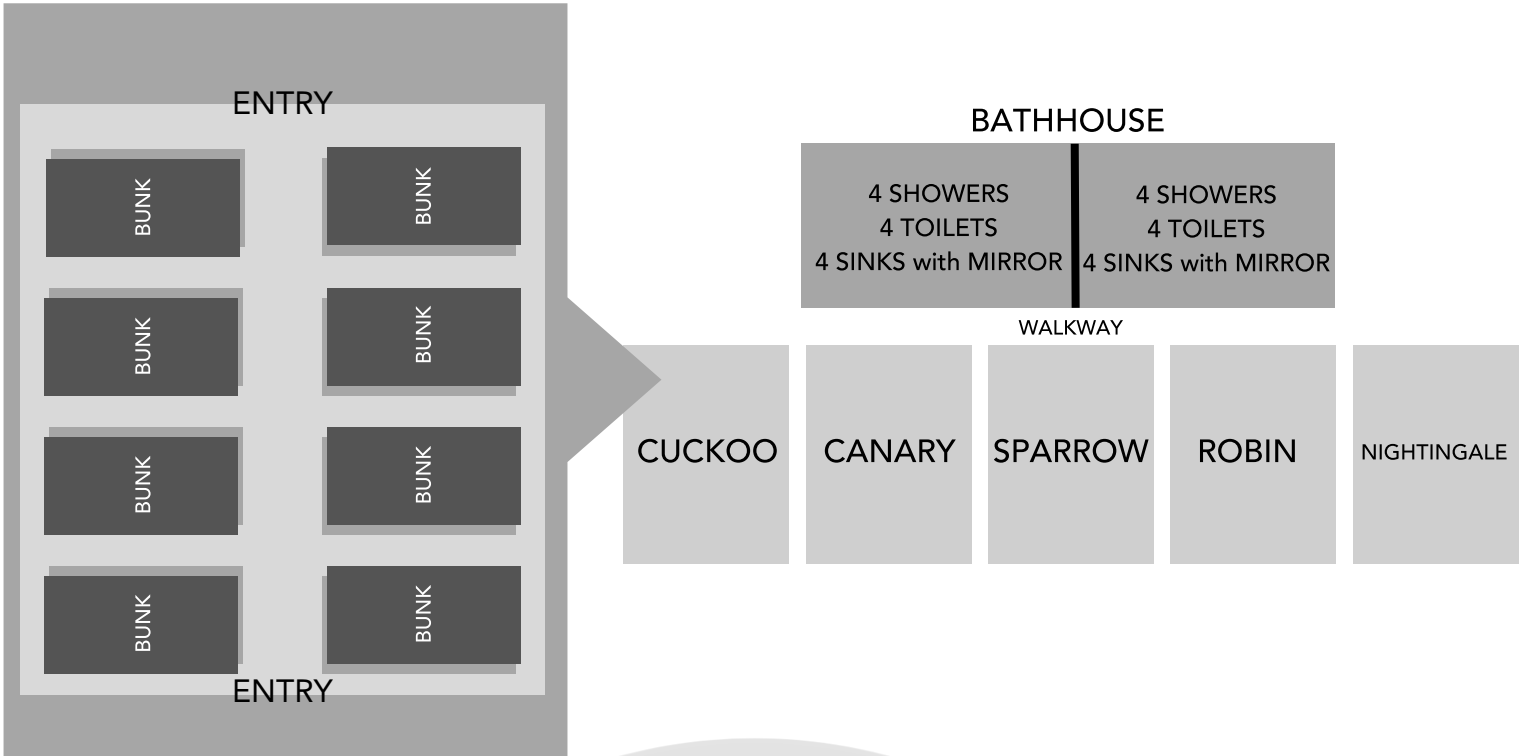 ENTRY
BUNK
BUNK
BUNK
BUNK
BUNK
BUNK
BUNK
BUNK
ENTRY
BATHHOUSE
4 SHOWERS
4 TOILETS
4 SINKS with MIRROR
4 SHOWERS
4 TOILETS
4 SINKS with MIRROR
WALKWAY
CUCKOO
CANARY
SPARROW
ROBIN
NIGHTINGALE